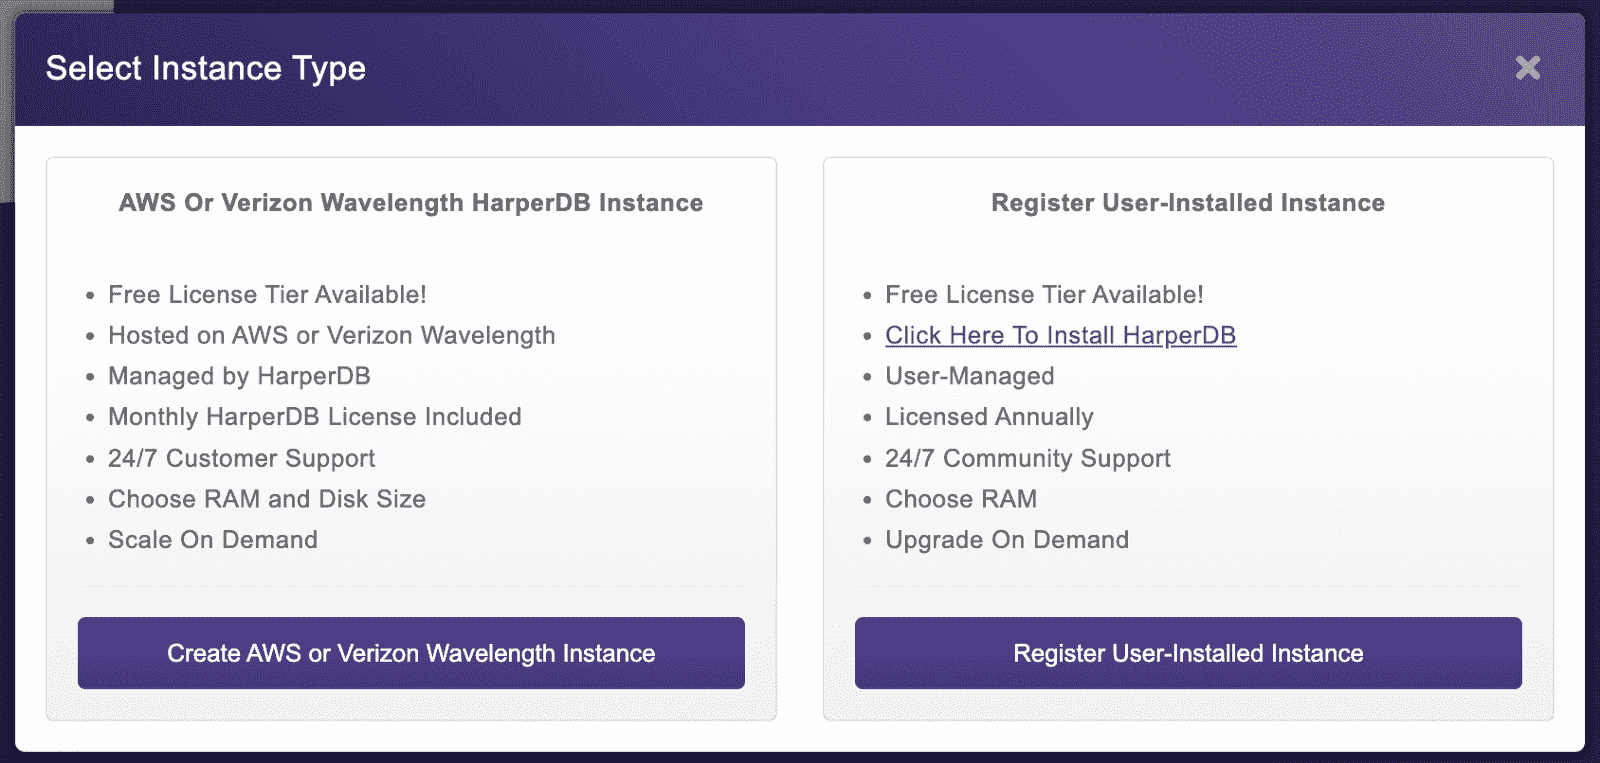 Select Instance Type
AWS Or Verizon Wavelength HarperDB Instance
Free License Tier Available!
Hosted on AWS or Verizon Wavelength
Managed by HarperDB
Monthly HarperDB License Included
24/7 Customer Support
Choose RAM and Disk Size
Scale On Demand
Create AWS or Verizon Wavelength Instance
Register User-Installed Instance
Free License Tier Available!
Click Here To Install HarperDB
User-Managed
Licensed Annually
24/7 Community Support
Choose RAM
Upgrade On Demand
Register User-Installed Instance